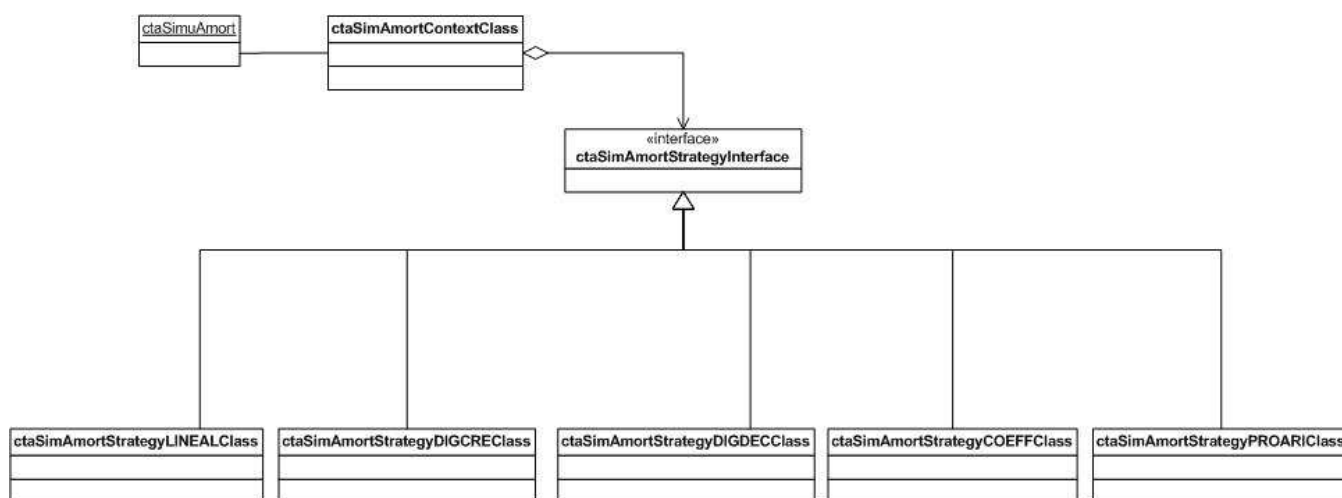 ctaSimuAmort
ctaSimAmortContextClass
«interface»
ctaSimAmortStrategyInterface
ctaSimAmortStrategyLINEALClass
ctaSimAmortStrategyDIGCREClass
ctaSimAmortStrategyDIGDECClass
ctaSimAmortStrategyCOEFFClass
ctaSimAmortStrategyPROARIClass